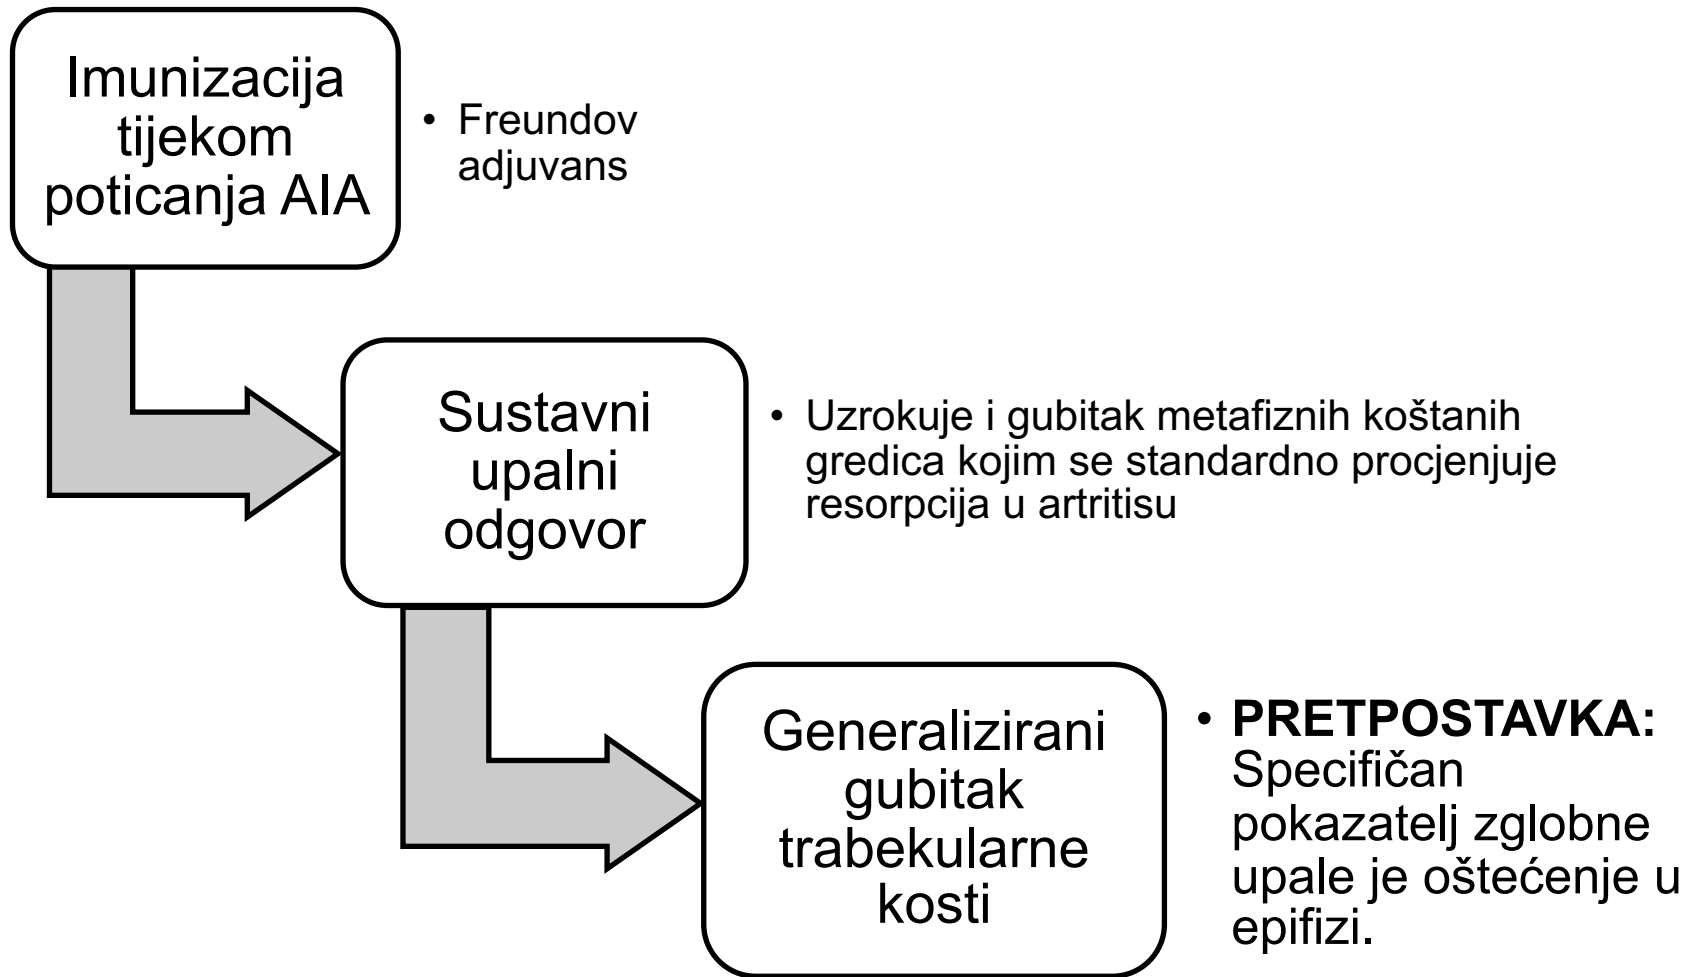 Imunizacija
tijekom
poticanja AIA
• Freundov
adjuvans
Sustavni
upalni
odgovor
• Uzrokuje i gubitak metafiznih koštanih
gredica kojim se standardno procjenjuje
resorpcija u artritisu
Generalizirani
gubitak
trabekularne
kosti
• PRETPOSTAVKA:
Specifičan
pokazatelj zglobne
upale je oštećenje u
epifizi.